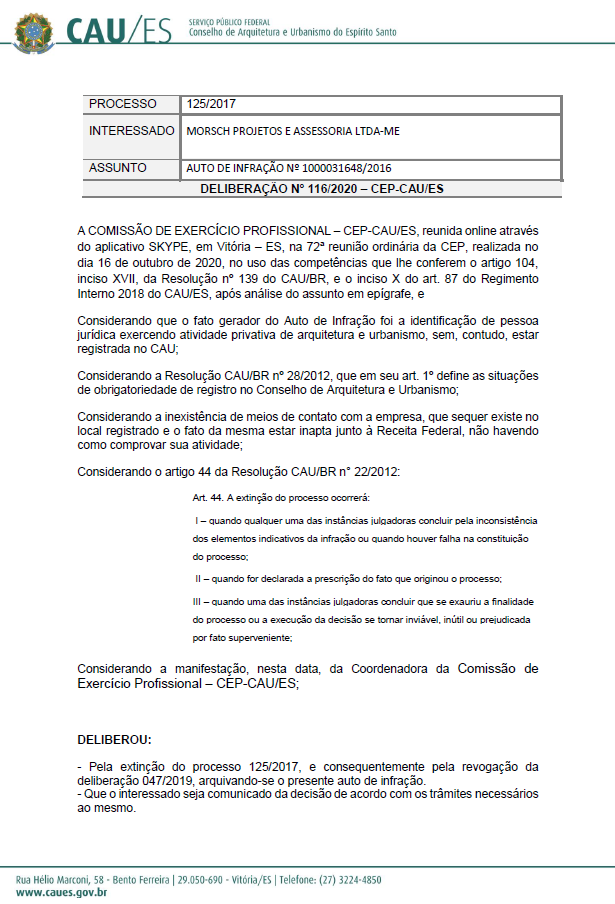 CAU/ES
SERVIÇO PÚBLICO FEDERAL
Conselho de Arquitetura e Urbanismo do Espírito Santo
PROCESSO 125/2017
INTERESSADO MORSCH PROJETOS E ASSESSORIA LTDA-ME
ASSUNTO AUTO DE INFRAÇÃO Nº 1000031648/2016
DELIBERAÇÃO N° 116/2020 – CEP-CAU/ES
A COMISSÃO DE EXERCÍCIO PROFISSIONAL – CEP-CAU/ES, reunida online através
do aplicativo SKYPE, em Vitória – ES, na 72ª reunião ordinária da CEP, realizada no
dia 16 de outubro de 2020, no uso das competências que lhe conferem o artigo 104,
inciso XVII, da Resolução nº 139 do CAU/BR, e o inciso X do art. 87 do Regimento
Interno 2018 do CAU/ES, após análise do assunto em epígrafe, e
Considerando que o fato gerador do Auto de Infração foi a identificação de pessoa
jurídica exercendo atividade privativa de arquitetura e urbanismo, sem, contudo, estar
registrada no CAU;
Considerando a Resolução CAU/BR nº 28/2012, que em seu art. 1º define as situações
de obrigatoriedade de registro no Conselho de Arquitetura e Urbanismo;
Considerando a inexistência de meios de contato com a empresa, que sequer existe no
local registrado e o fato da mesma estar inapta junto à Receita Federal, não havendo
como comprovar sua atividade;
Considerando o artigo 44 da Resolução CAU/BR n° 22/2012:
Art. 44. A extinção do processo ocorrerá:
I – quando qualquer uma das instâncias julgadoras concluir pela inconsistência
dos elementos indicativos da infração ou quando houver falha na constituição
do processo;
II – quando for declarada a prescrição do fato que originou o processo;
III – quando uma das instâncias julgadoras concluir que se exauriu a finalidade
do processo ou a execução da decisão se tornar inviável, inútil ou prejudicada
por fato superveniente;
Considerando a manifestação, nesta data, da Coordenadora da Comissão de
Exercício Profissional – CEP-CAU/ES;
DELIBEROU:
- Pela extinção do processo 125/2017, e consequentemente pela revogação da
deliberação 047/2019, arquivando-se o presente auto de infração.
- Que o interessado seja comunicado da decisão de acordo com os trâmites necessários
ao mesmo.
Rua Hélio Marconi, 58 - Bento Ferreira | 29.050-690 - Vitória/ES | Telefone: (27) 3224-4850
www.caues.gov.br